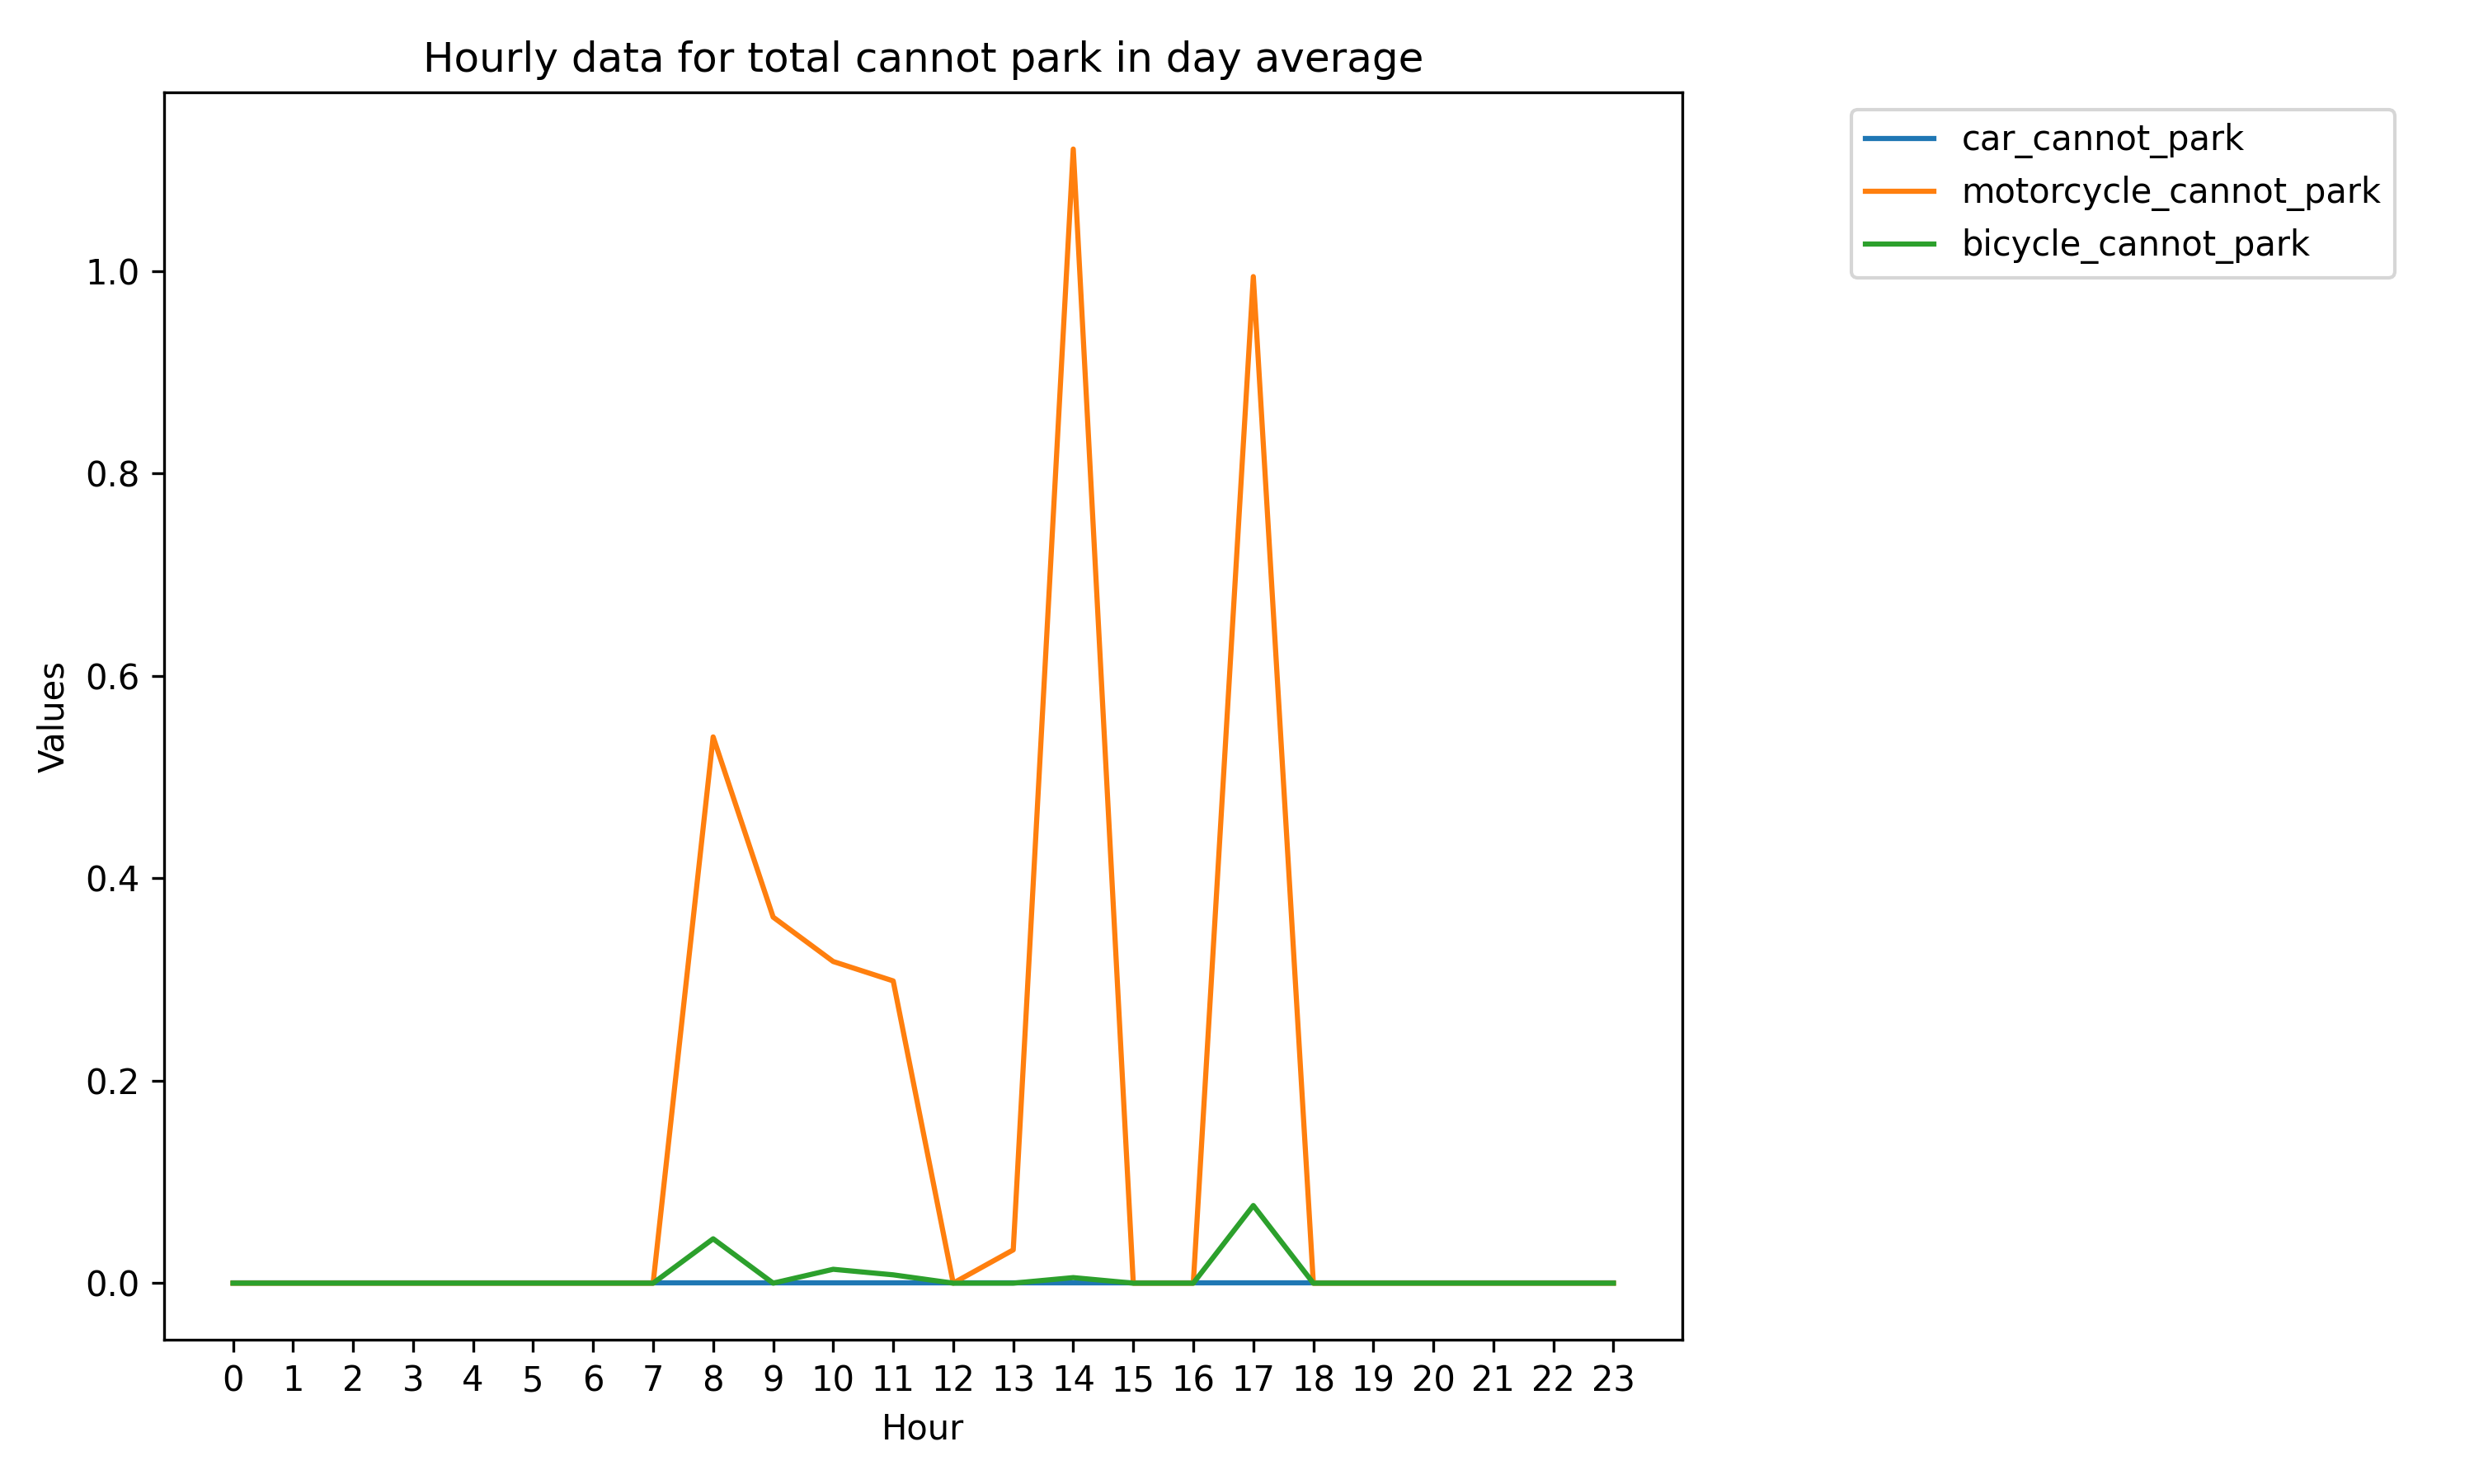 Hourly data for total cannot park in day average
car_cannot_park
motorcycle_cannot_park
bicycle_cannot_park
1.0
0.8
0.6
0.4
0.2
0.0
Values
0 1 2 3 4 5 6 7 8 9 10 11 12 13 14 15 16 17 18 19 20 21 22 23
Hour